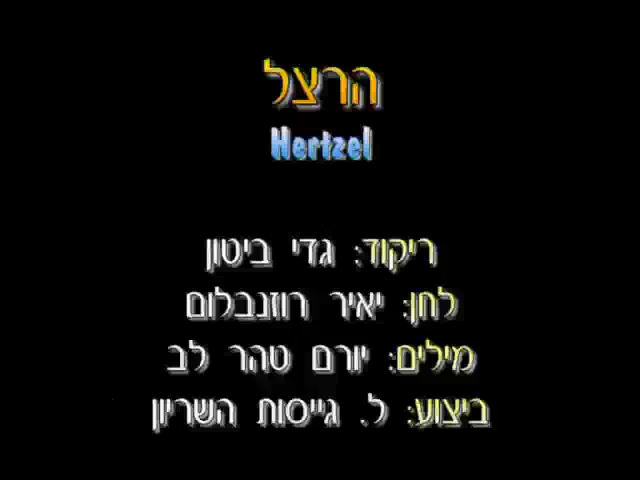 הרצל
Hertzel
ריקוד: גדי ביטון
לחן: יאיר רוזנבלום
מילים: יורם טהר לב
ביצוע: ל. גייסות השריון